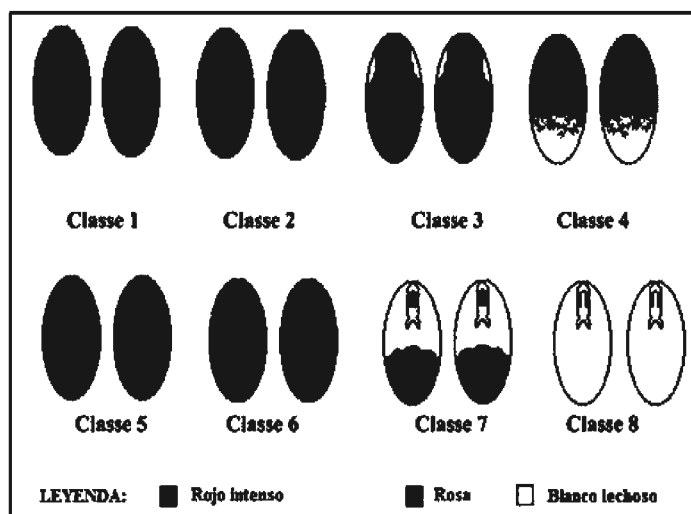 Classe 1 Classe 2 Classe 3 Classe 4
Classe 5 Classe 6 Classe 7 Classe 8
LEYENDA: Rojo intenso Rosa Blanco lechoso